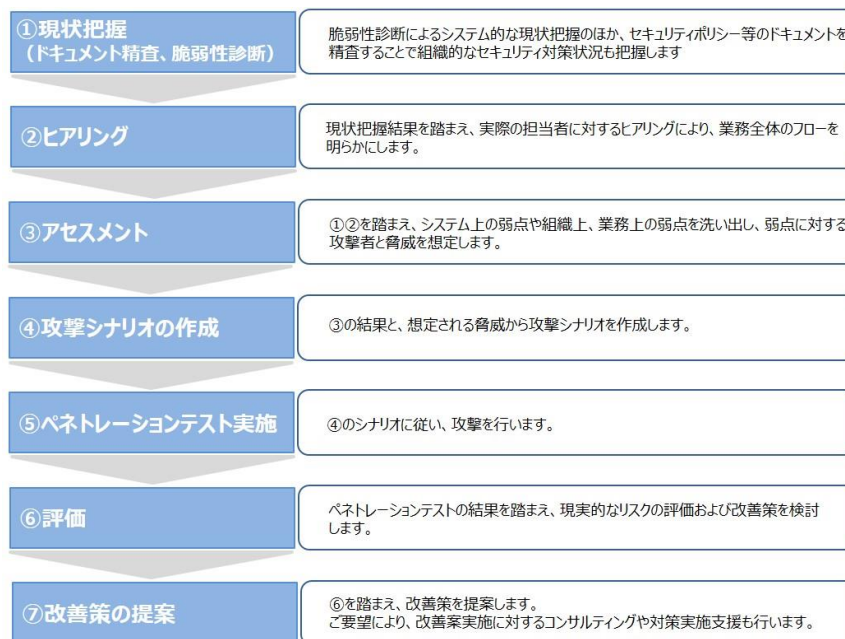 ①現状把握
（ドキュメント精査、脆弱性診断）
脆弱性診断によるシステム的な現状把握のほか、セキュリティポリシー等のドキュメントを
精査することで組織的なセキュリティ対策状況も把握します
②ヒアリング
現状把握結果を踏まえ、実際の担当者に対するヒアリングにより、業務全体のフローを
明らかにします。
③アセスメント
①②を踏まえ、システム上の弱点や組織上、業務上の弱点を洗い出し、弱点に対する
攻撃者と脅威を想定します。
④攻撃シナリオの作成
③の結果と、想定される脅威から攻撃シナリオを作成します。
⑤ペネトレーションテスト実施
④のシナリオに従い、攻撃を行います。
⑥評価
ペネトレーションテストの結果を踏まえ、現実的なリスクの評価および改善策を検討
します。
⑦改善策の提案
⑥を踏まえ、改善策を提案します。
ご要望により、改善案実施に対するコンサルティングや対策実施支援も行います。